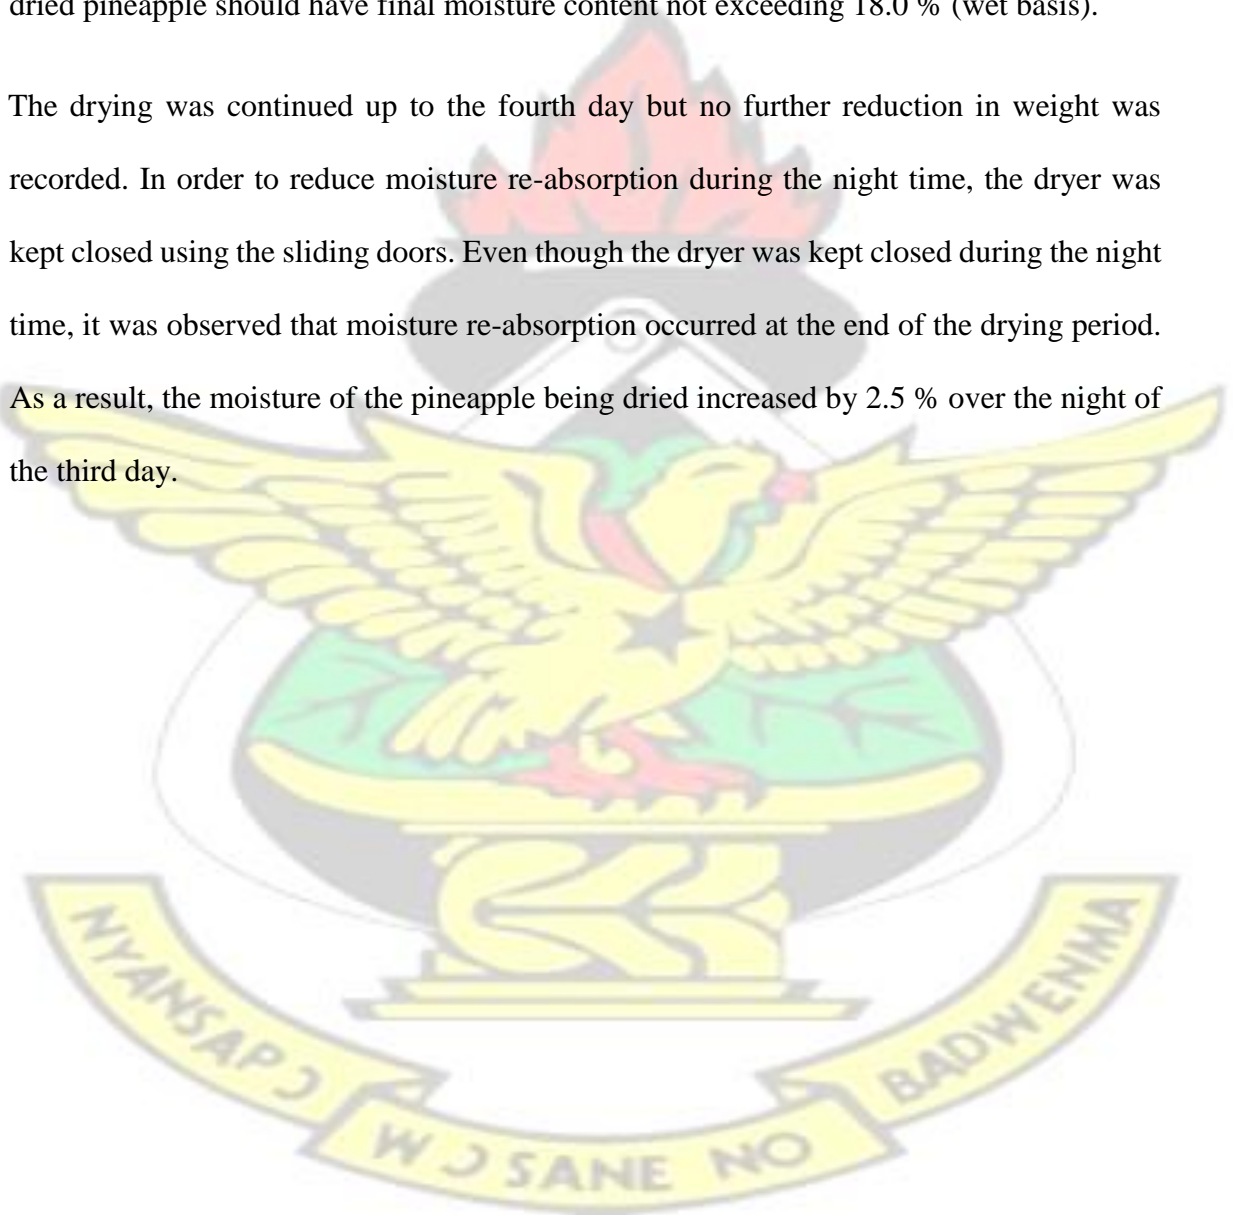 dried pineapple should have final moisture content not exceeding 18.0 % (wet basis).
The drying was continued up to the fourth day but no further reduction in weight was
recorded. In order to reduce moisture re-absorption during the night time, the dryer was
kept closed using the sliding doors. Even though the dryer was kept closed during the night
time, it was observed that moisture re-absorption occurred at the end of the drying period.
As a result, the moisture of the pineapple being dried increased by 2.5 % over the night of
the third day.
NYANSAPƆ
WƆSANE NO
BADWENMA